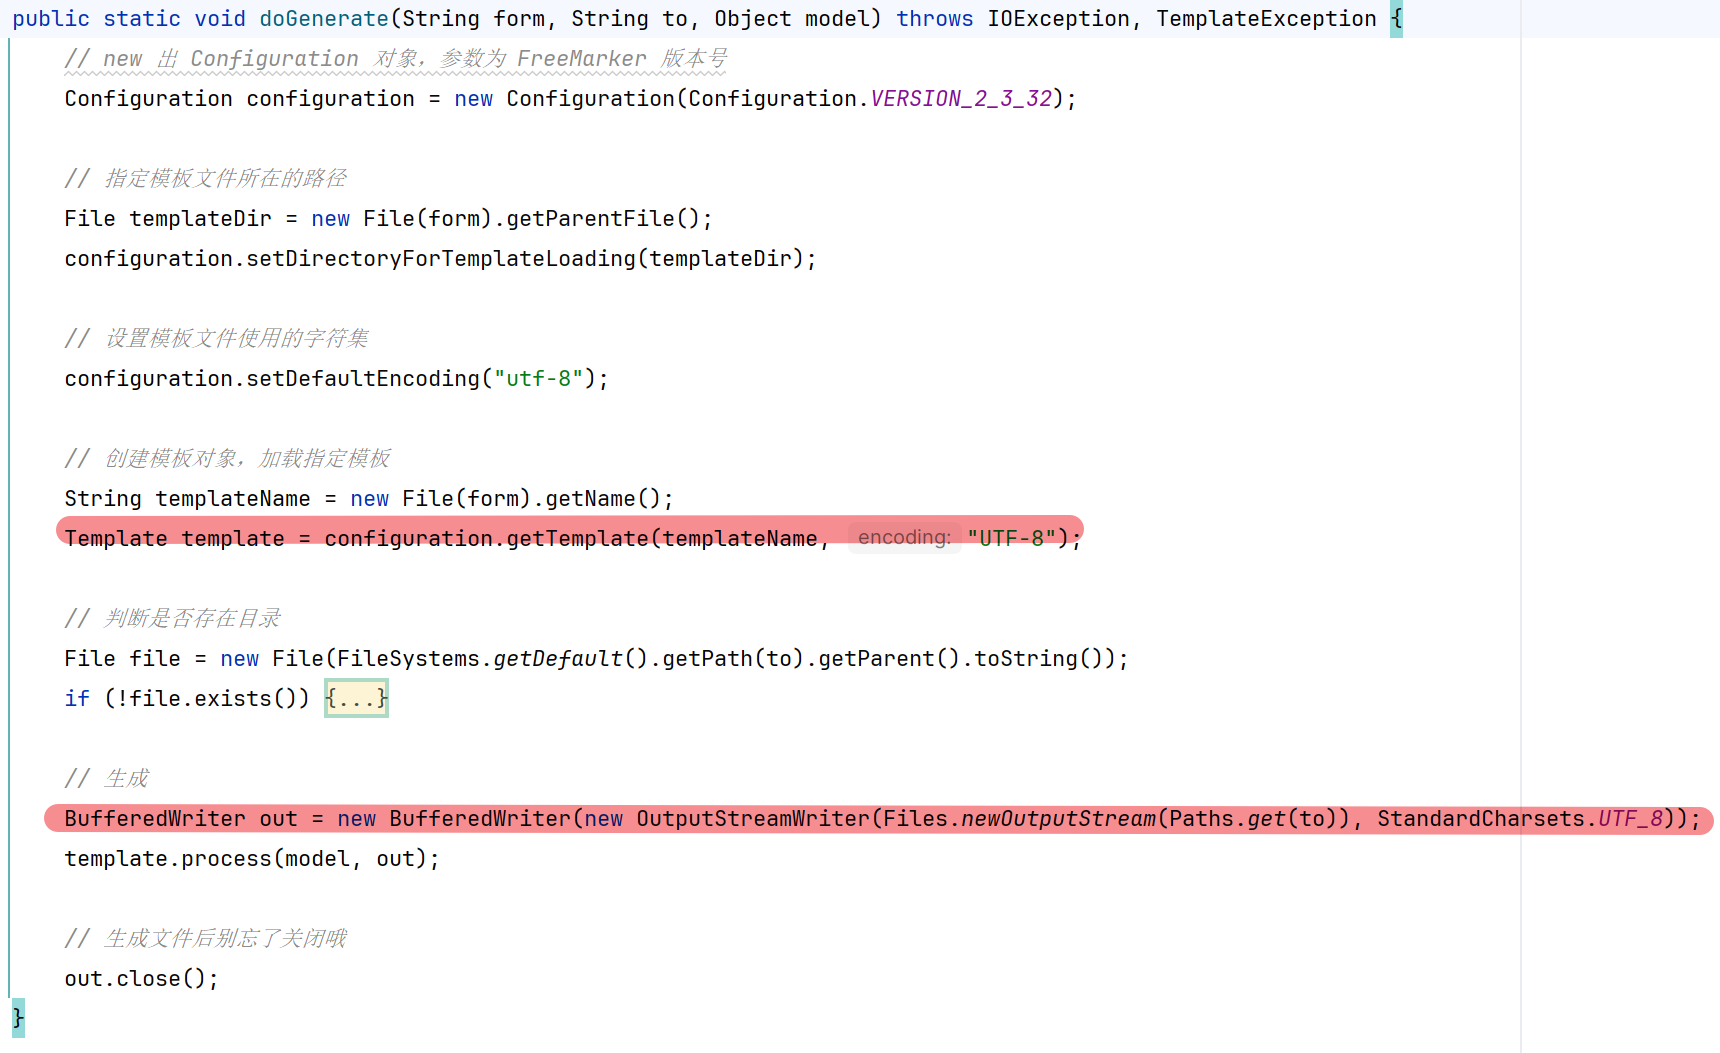 public static void doGenerate(String form, String to, Object model) throws IOException, TemplateException {
// new 出 Configuration 对象，参数为 FreeMarker 版本号
Configuration configuration = new Configuration(Configuration.VERSION_2_3_32);
// 指定模板文件所在的路径
File templateDir = new File(form).getParentFile();
configuration.setDirectoryForTemplateLoading(templateDir);
// 设置模板文件使用的字符集
configuration.setDefaultEncoding("utf-8");
// 创建模板对象，加载指定模板
String templateName = new File(form).getName();
Template template = configuration.getTemplate(templateName, encoding: "UTF-8");
// 判断是否存在目录
File file = new File(FileSystems.getDefault().getPath(to).getParent().toString());
if (!file.exists()) {...}
// 生成
BufferedWriter out = new BufferedWriter(new OutputStreamWriter(Files.newOutputStream(Paths.get(to)), StandardCharsets.UTF_8));
template.process(model, out);
// 生成文件后别忘了关闭哦
out.close();
}